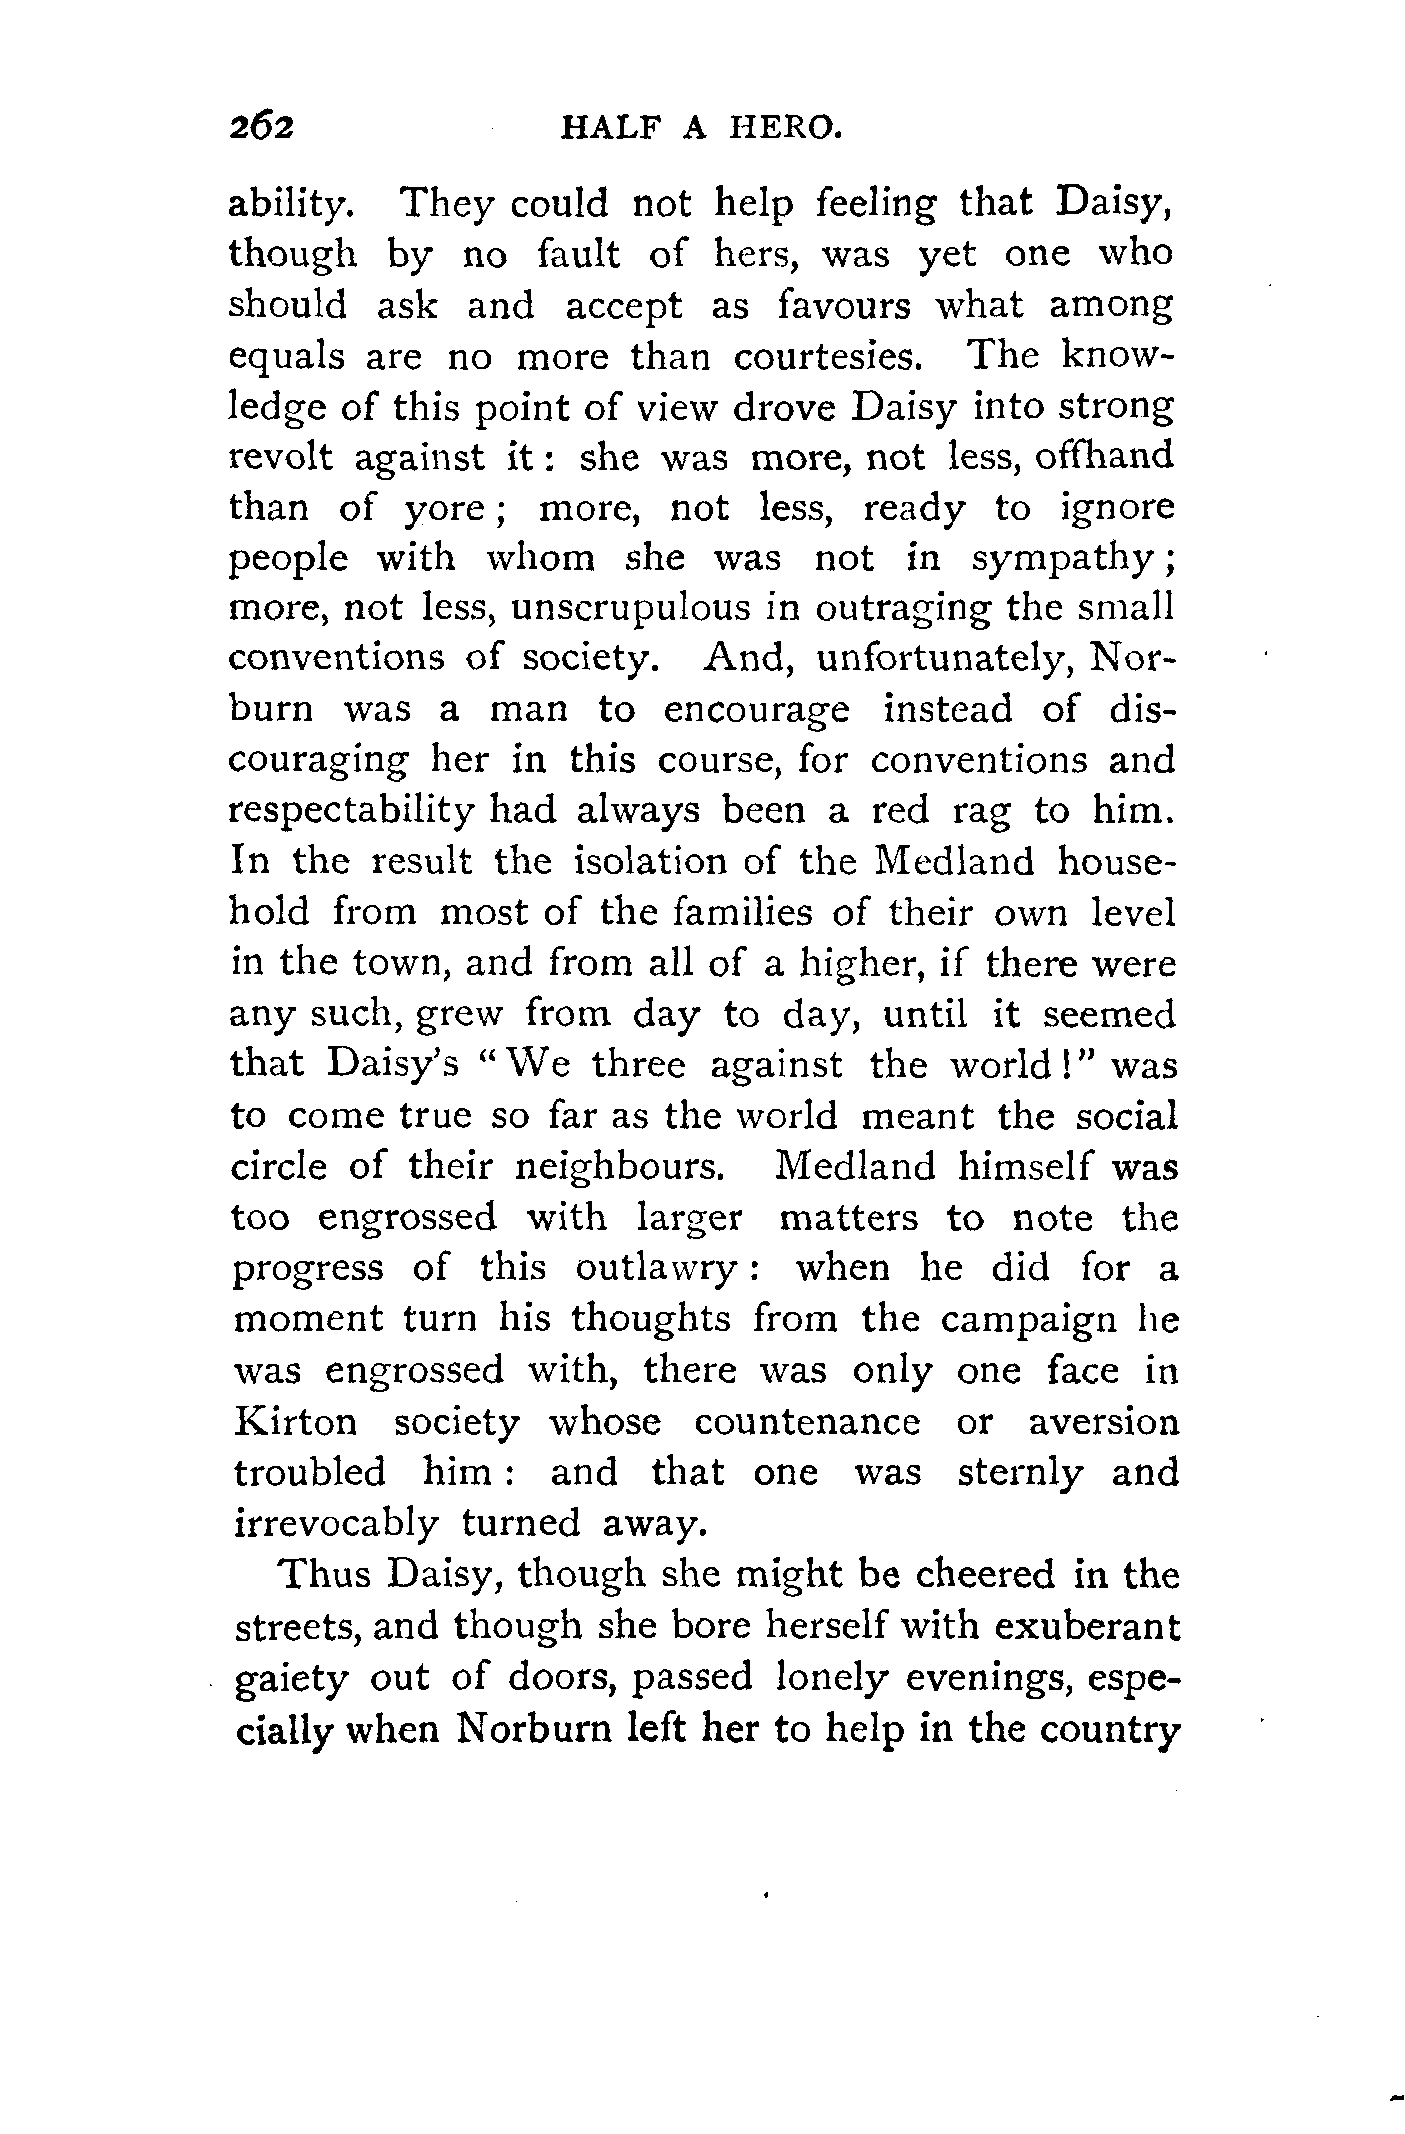 262 HALF A HERO.
ability. They could not help feeling that Daisy,
though by no fault of hers, was yet one who
should ask and accept as favours what among
equals are no more than courtesies. The know-
ledge of this point of view drove Daisy into strong
revolt against it : she was more, not less, offhand
than of yore ; more, not less, ready to ignore
people with whom she was not in sympathy ;
more, not less, unscrupulous in outraging the small
conventions of society. And, unfortunately, Nor-
burn was a man to encourage instead of dis-
couraging her in this course, for conventions and
respectability had always been a red rag to him.
In the result the isolation of the Medland house-
hold from most of the families of their own level
in the town, and from all of a higher, if there were
any such, grew from day to day, until it seemed
that Daisy's “ We three against the world !” was
to come true so far as the world meant the social
circle of their neighbours. Medland himself was
too engrossed with larger matters to note the
progress of this outlawry : when he did for a
moment turn his thoughts from the campaign he
was engrossed with, there was only one face in
Kirton society whose countenance or aversion
troubled him : and that one was sternly and
irrevocably turned away.
Thus Daisy, though she might be cheered in the
streets, and though she bore herself with exuberant
gaiety out of doors, passed lonely evenings, espe-
cially when Norburn left her to help in the country